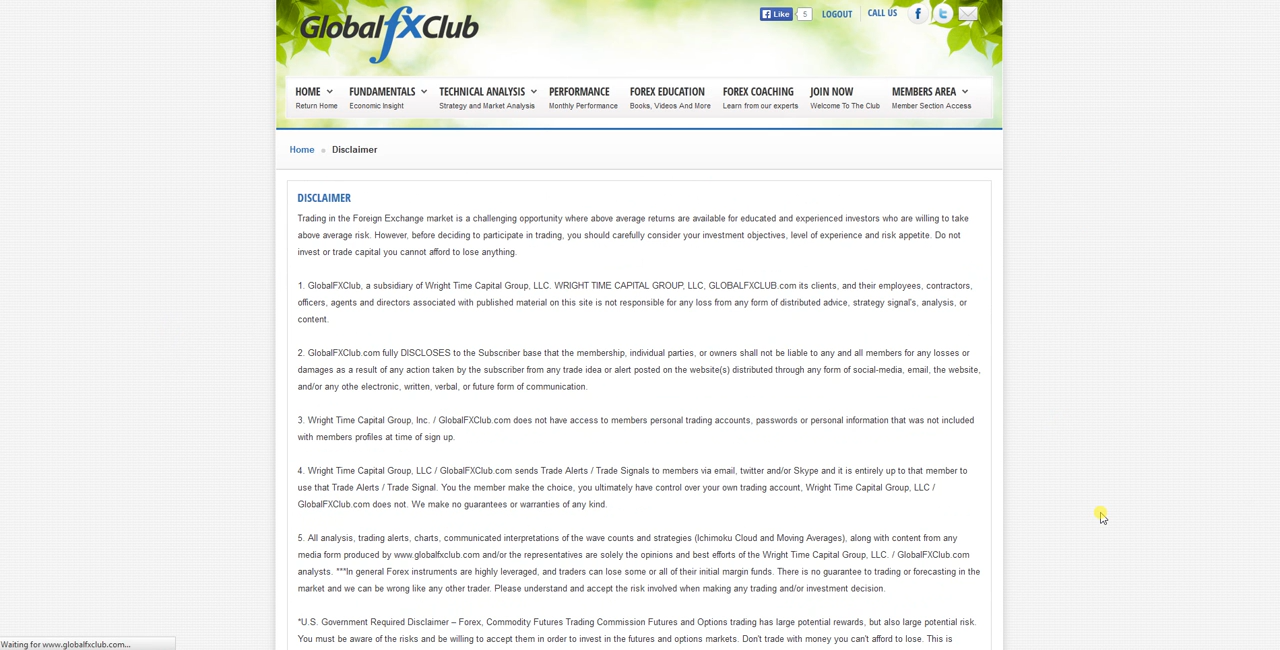 GlobalfxClub
Like 5 LOGOUT CALL US
HOME FUNDAMENTALS TECHNICAL ANALYSIS PERFORMANCE FOREX EDUCATION FOREX COACHING JOIN NOW MEMBERS AREA
Return Home Economic Insight Strategy and Market Analysis Monthly Performance Books, Videos And More Learn from our experts Welcome To The Club Member Section Access
Home » Disclaimer
DISCLAIMER
Trading in the Foreign Exchange market is a challenging opportunity where above average returns are available for educated and experienced investors who are willing to take
above average risk. However, before deciding to participate in trading, you should carefully consider your investment objectives, level of experience and risk appetite. Do not
invest or trade capital you cannot afford to lose anything.
1. GlobalFXClub, a subsidiary of Wright Time Capital Group, LLC. WRIGHT TIME CAPITAL GROUP, LLC, GLOBALFXCLUB.com its clients, and their employees, contractors,
officers, agents and directors associated with published material on this site is not responsible for any loss from any form of distributed advice, strategy signal's, analysis, or
content.
2. GlobalFXClub.com fully DISCLOSES to the Subscriber base that the membership, individual parties, or owners shall not be liable to any and all members for any losses or
damages as a result of any action taken by the subscriber from any trade idea or alert posted on the website(s) distributed through any form of social-media, email, the website,
and/or any othe electronic, written, verbal, or future form of communication.
3. Wright Time Capital Group, Inc. / GlobalFXClub.com does not have access to members personal trading accounts, passwords or personal information that was not included
with members profiles at time of sign up.
4. Wright Time Capital Group, LLC / GlobalFXClub.com sends Trade Alerts / Trade Signals to members via email, twitter and/or Skype and it is entirely up to that member to
use that Trade Alerts / Trade Signal. You the member make the choice, you ultimately have control over your own trading account, Wright Time Capital Group, LLC /
GlobalFXClub.com does not. We make no guarantees or warranties of any kind.
5. All analysis, trading alerts, charts, communicated interpretations of the wave counts and strategies (Ichimoku Cloud and Moving Averages), along with content from any
media form produced by www.globalfxclub.com and/or the representatives are solely the opinions and best efforts of the Wright Time Capital Group, LLC. / GlobalFXClub.com
analysts. ***In general Forex instruments are highly leveraged, and traders can lose some or all of their initial margin funds. There is no guarantee to trading or forecasting in the
market and we can be wrong like any other trader. Please understand and accept the risk involved when making any trading and/or investment decision.
*U.S. Government Required Disclaimer – Forex, Commodity Futures Trading Commission Futures and Options trading has large potential rewards, but also large potential risk.
You must be aware of the risks and be willing to accept them in order to invest in the futures and options markets. Don't trade with money you can't afford to lose. This is
Waiting for www.globalfxclub.com...